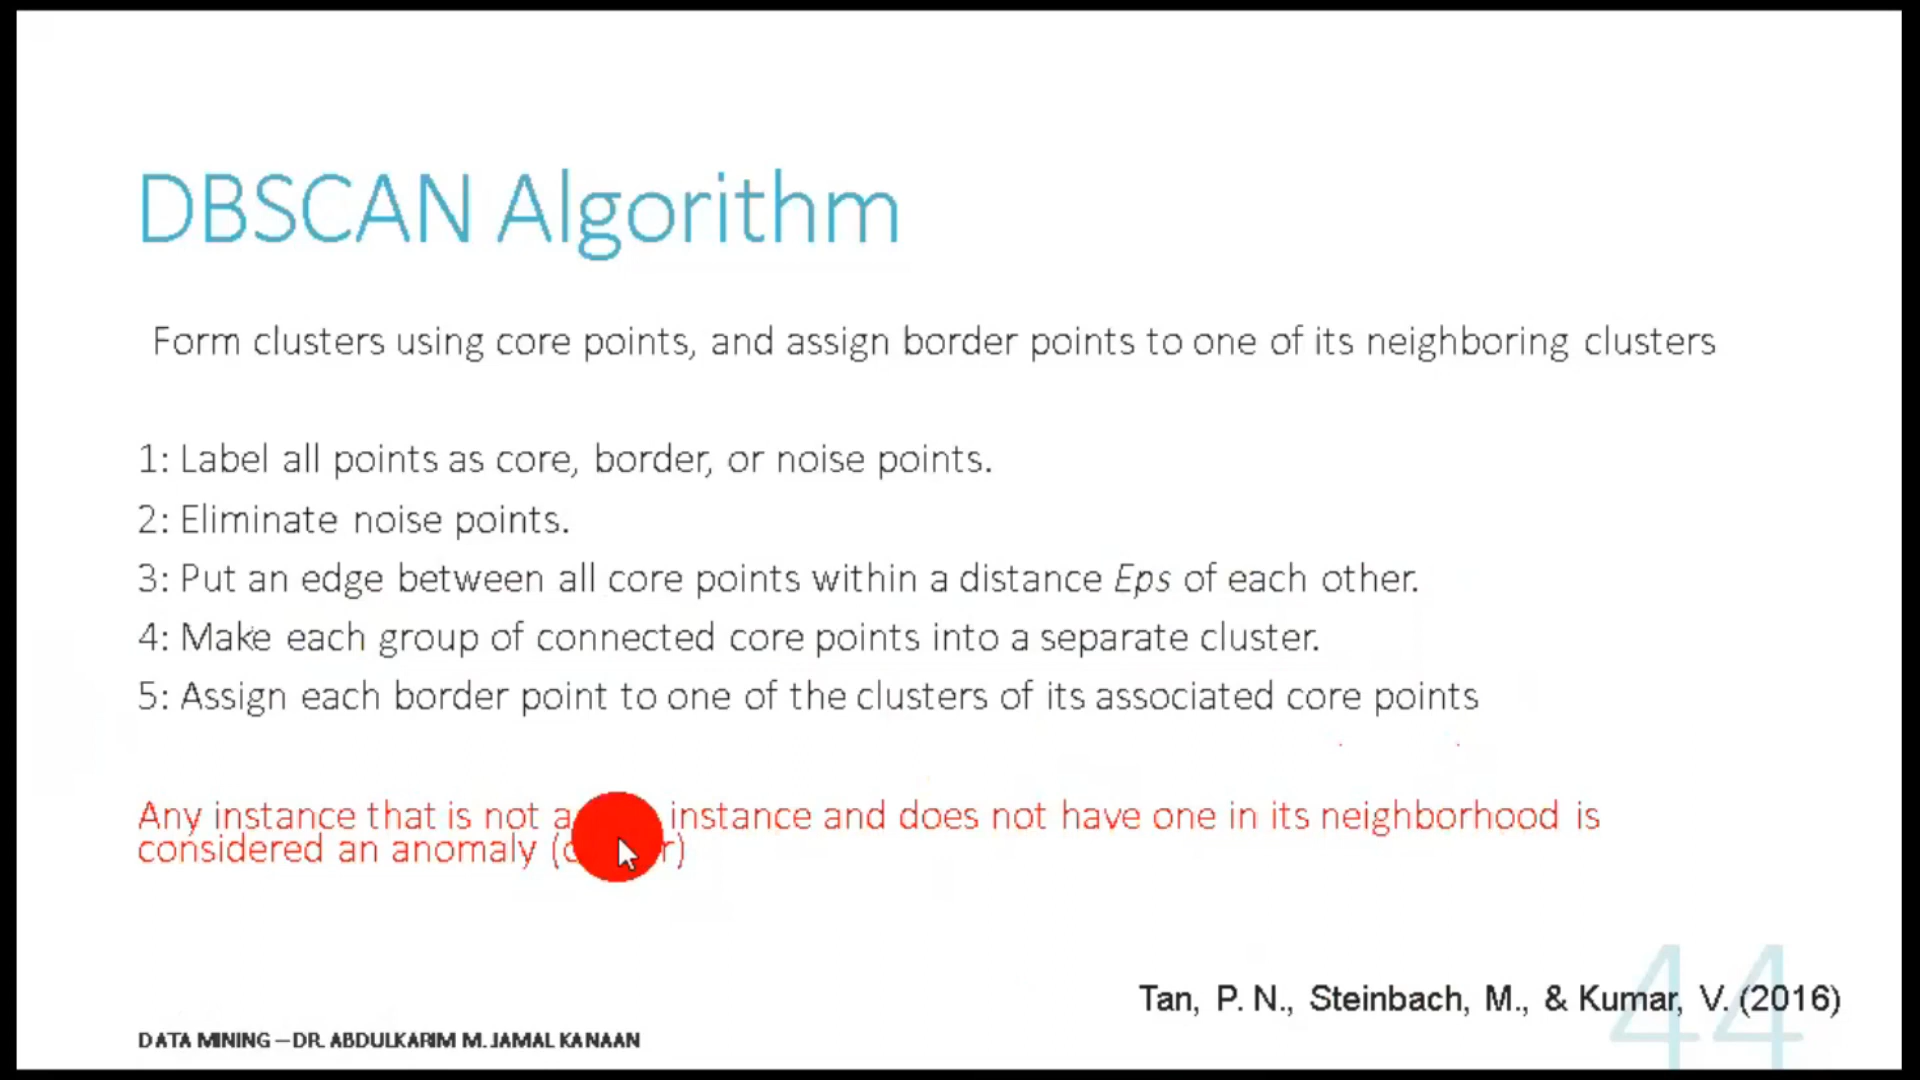 DBSCAN Algorithm
Form clusters using core points, and assign border points to one of its neighboring clusters
1: Label all points as core, border, or noise points.
2: Eliminate noise points.
3: Put an edge between all core points within a distance Eps of each other.
4: Make each group of connected core points into a separate cluster.
5: Assign each border point to one of the clusters of its associated core points
Any instance that is not a instance and does not have one in its neighborhood is
considered an anomaly
44
Tan, P. N., Steinbach, M., & Kumar, V. (2016)
DATA MINING – DR. ABDULKARIM M. JAMAL KANAAN